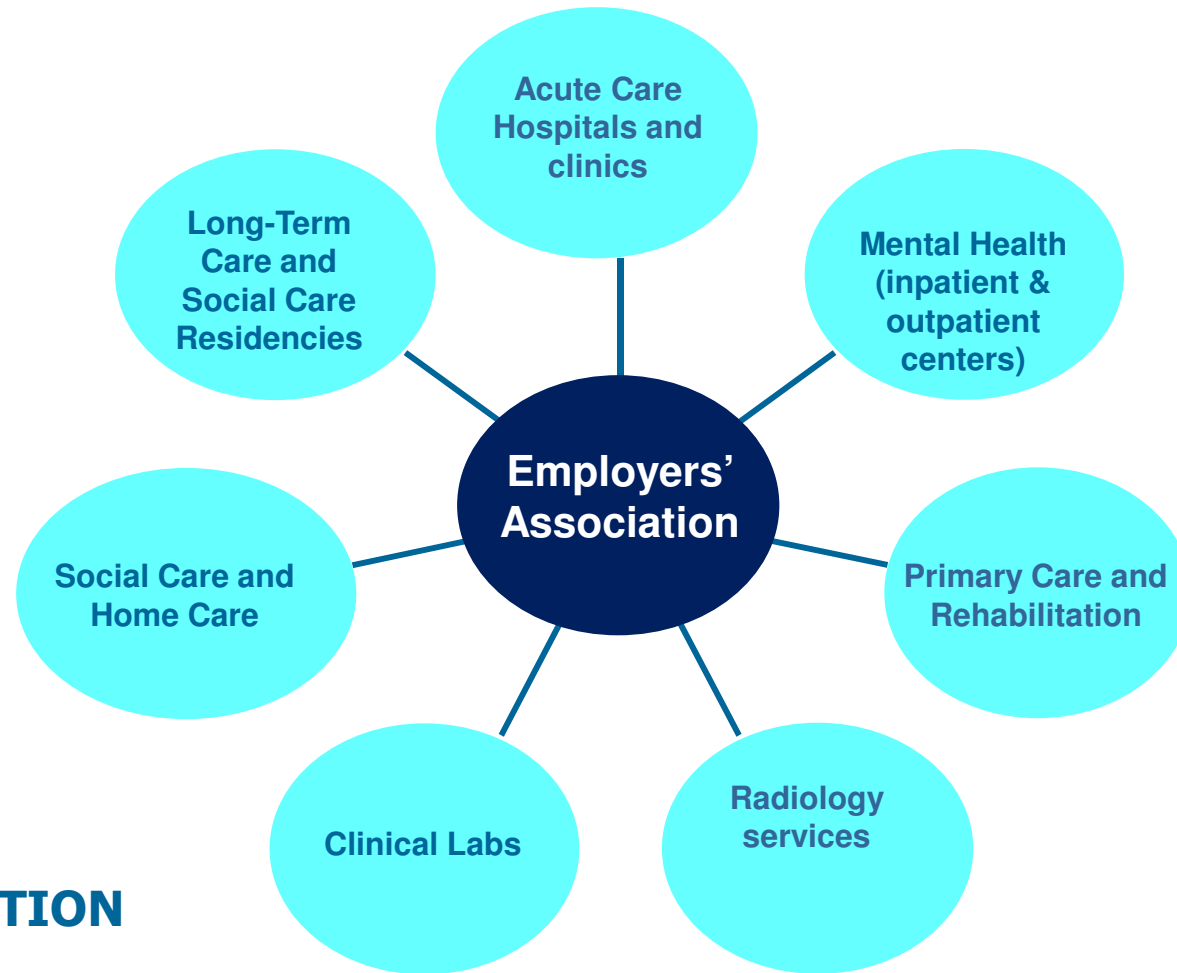 Acute Care
Hospitals and
clinics
Long-Term
Care and
Social Care
Residencies
Mental Health
(inpatient &
outpatient
centers)
Employers’
Association
Social Care and
Home Care
Primary Care and
Rehabilitation
Radiology
services
Clinical Labs
TION